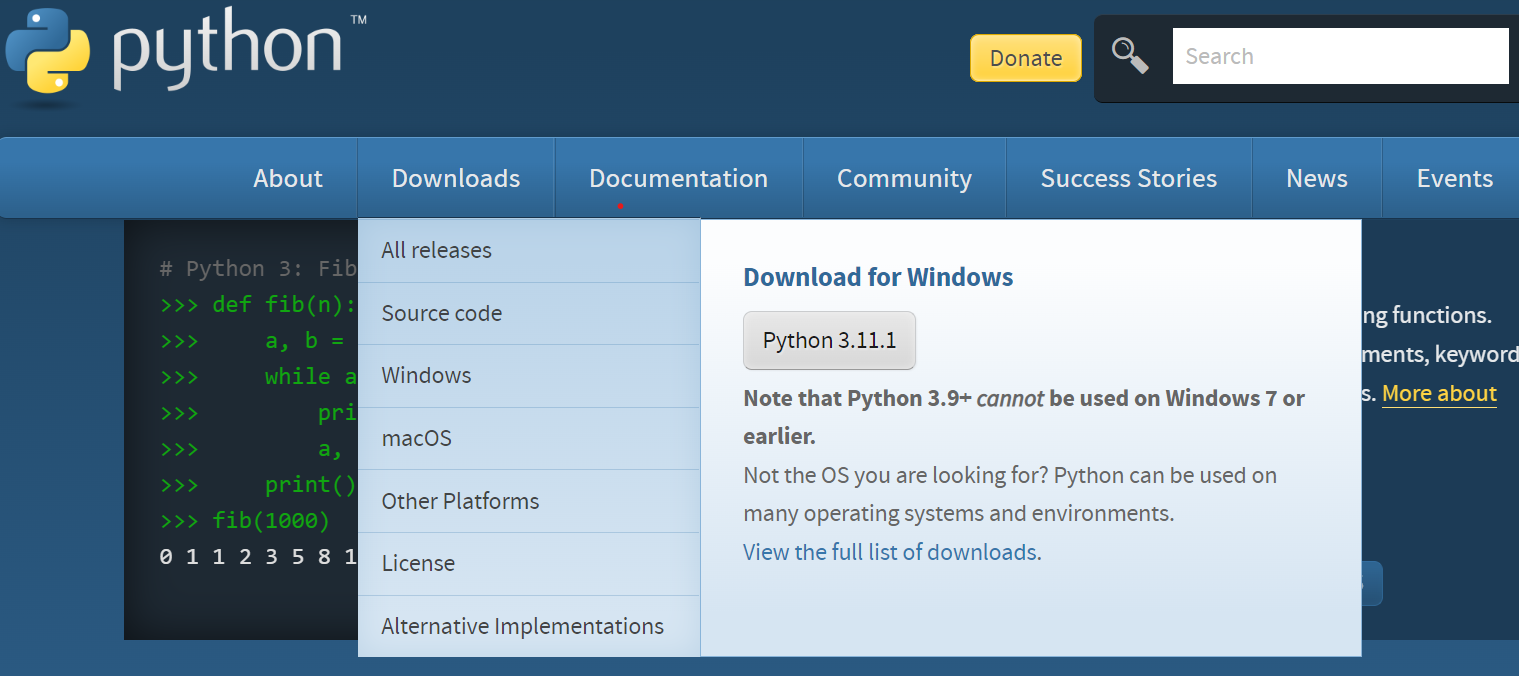 python™
Donate
Search
About
Downloads
Documentation
Community
Success Stories
News
Events
# Python 3: Fib
>>> def fib(n):
>>>     a, b =
>>>     while a
>>>         pri
>>>         a,
>>>     print()
>>> fib(1000)
0 1 1 2 3 5 8 1
All releases
Source code
Windows
macOS
Other Platforms
License
Alternative Implementations
Download for Windows
Python 3.11.1
Note that Python 3.9+ cannot be used on Windows 7 or
earlier.
Not the OS you are looking for? Python can be used on
many operating systems and environments.
View the full list of downloads.
ng functions.
ments, keyword
s. More about